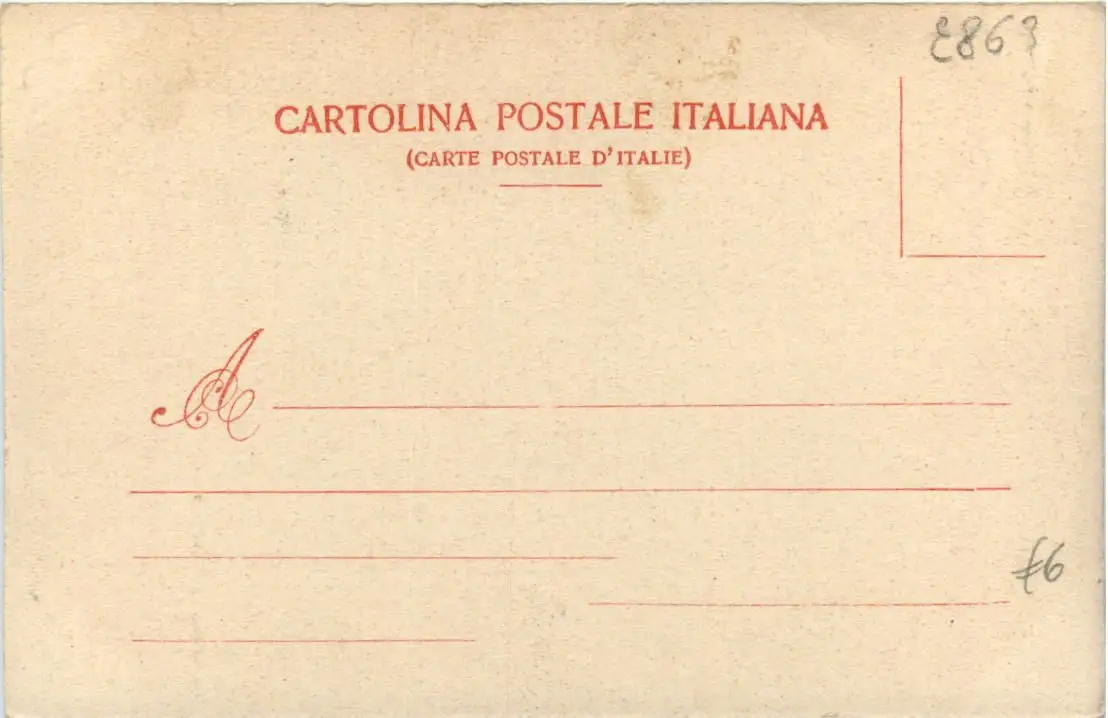 E863
CARTOLINA POSTALE ITALIANA
(CARTE POSTALE D'ITALIE)
A
£6